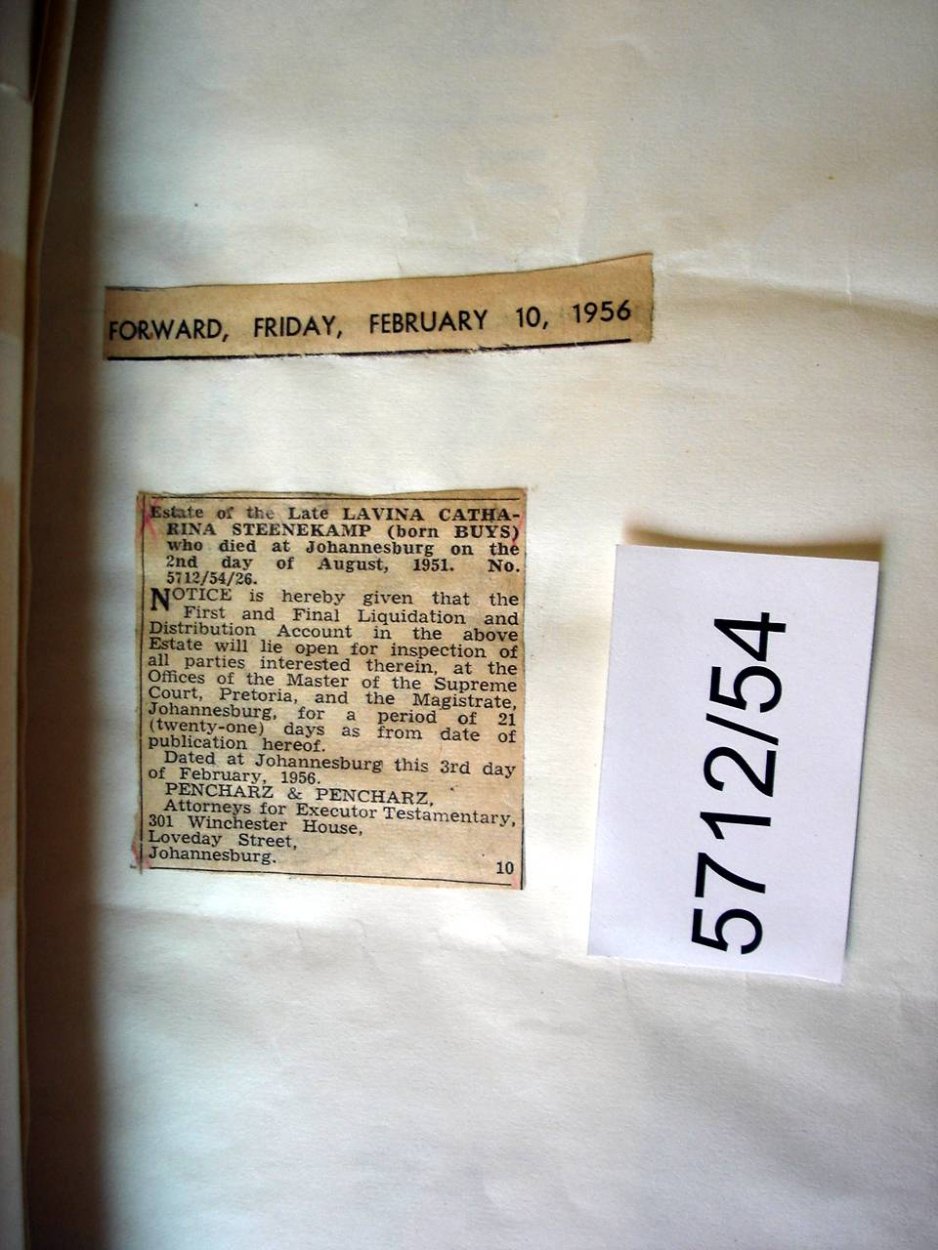 FORWARD, FRIDAY, FEBRUARY 10, 1956
Estate of the Late LAVINA CATHA-
RINA STEENEKAMP (born BUYS)
who died at Johannesburg on the
2nd day of August, 1951. No.
5712/54/26.
NOTICE is hereby given that the
First and Final Liquidation and
Distribution Account in the above
Estate will lie open for inspection of
all parties interested therein, at the
Offices of the Master of the Supreme
Court, Pretoria, and the Magistrate,
Johannesburg, for a period of 21
(twenty-one) days as from date of
publication hereof.
Dated at Johannesburg this 3rd day
of February, 1956.
PENCHARZ & PENCHARZ,
Attorneys for Executor Testamentary,
301 Winchester House,
Loveday Street,
Johannesburg. 10
5712/54